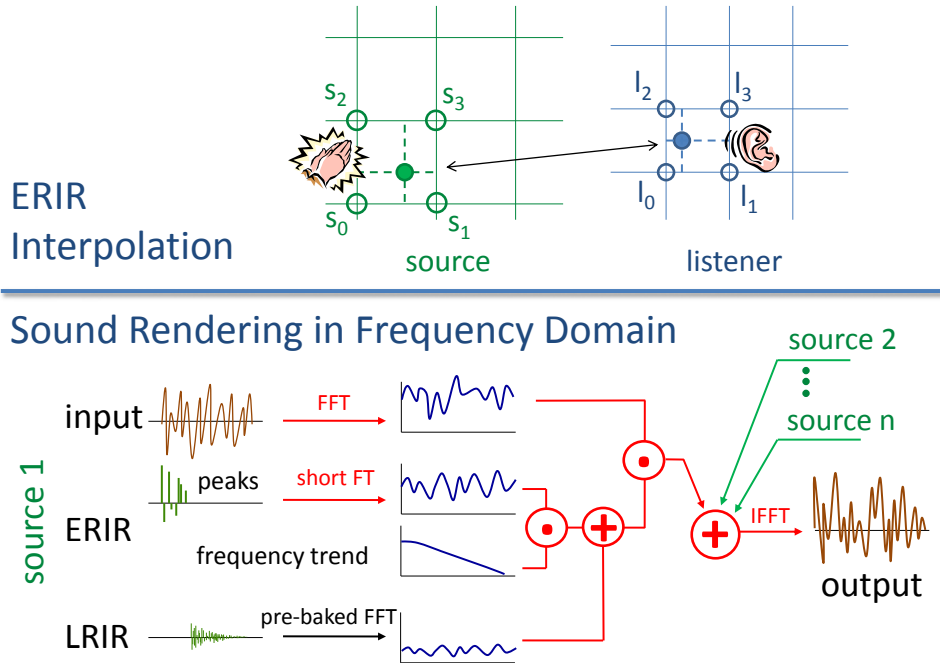 s₂
s₃
s₀
s₁
source
l₂
l₃
l₀
l₁
listener
ERIR
Interpolation
Sound Rendering in Frequency Domain
source 2
source n
source 1
input
FFT
ERIR
peaks
short FT
frequency trend
LRIR
pre-baked FFT
IFFT
output